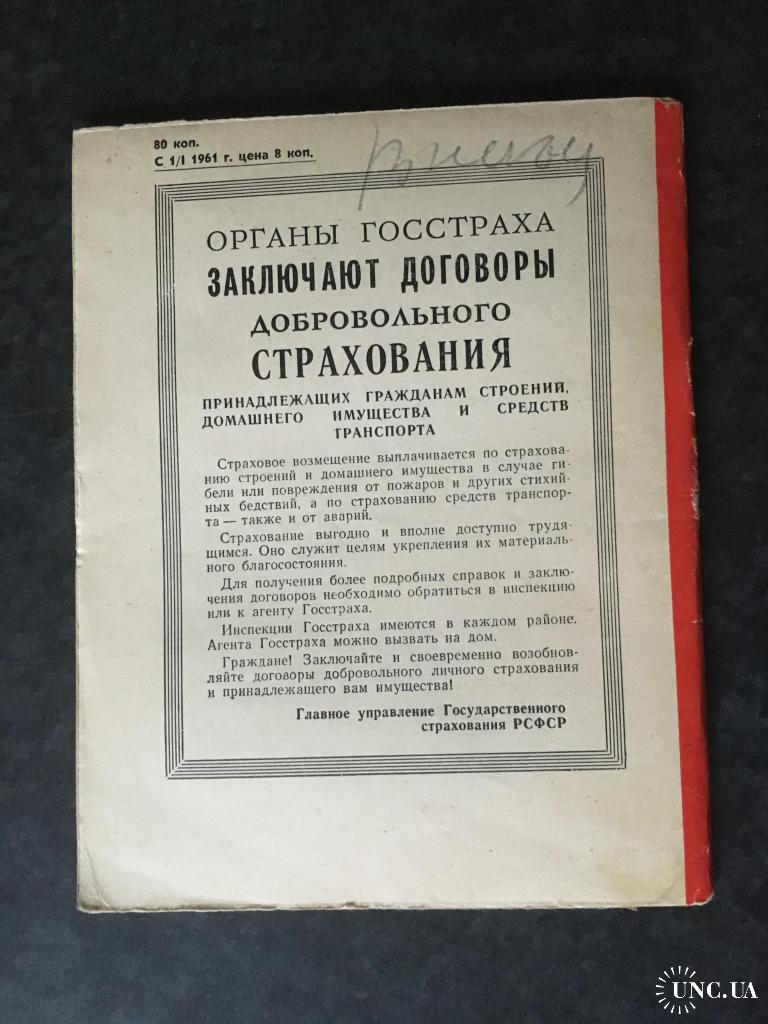 80 коп.
С 1/I 1961 г. цена 8 коп.
ОРГАНЫ ГОССТРАХА
ЗАКЛЮЧАЮТ ДОГОВОРЫ
ДОБРОВОЛЬНОГО
СТРАХОВАНИЯ
ПРИНАДЛЕЖАЩИХ ГРАЖДАНАМ СТРОЕНИЙ,
ДОМАШНЕГО ИМУЩЕСТВА И СРЕДСТВ
ТРАНСПОРТА
Страховое возмещение выплачивается по страхова-
нию строений и домашнего имущества в случае ги-
бели или повреждения от пожаров и других стихий-
ных бедствий, а по страхованию средств транспор-
та — также и от аварий.
Страхование выгодно и вполне доступно трудя-
щимся. Оно служит целям укрепления их материаль-
ного благосостояния.
Для получения более подробных справок и заклю-
чения договоров необходимо обратиться в инспекцию
или к агенту Госстраха.
Инспекции Госстраха имеются в каждом районе.
Агента Госстраха можно вызвать на дом.
Граждане! Заключайте и своевременно возобнов-
ляйте договоры добровольного личного страхования
и принадлежащего вам имущества!
Главное управление Государственного
страхования РСФСР
UNC.UA